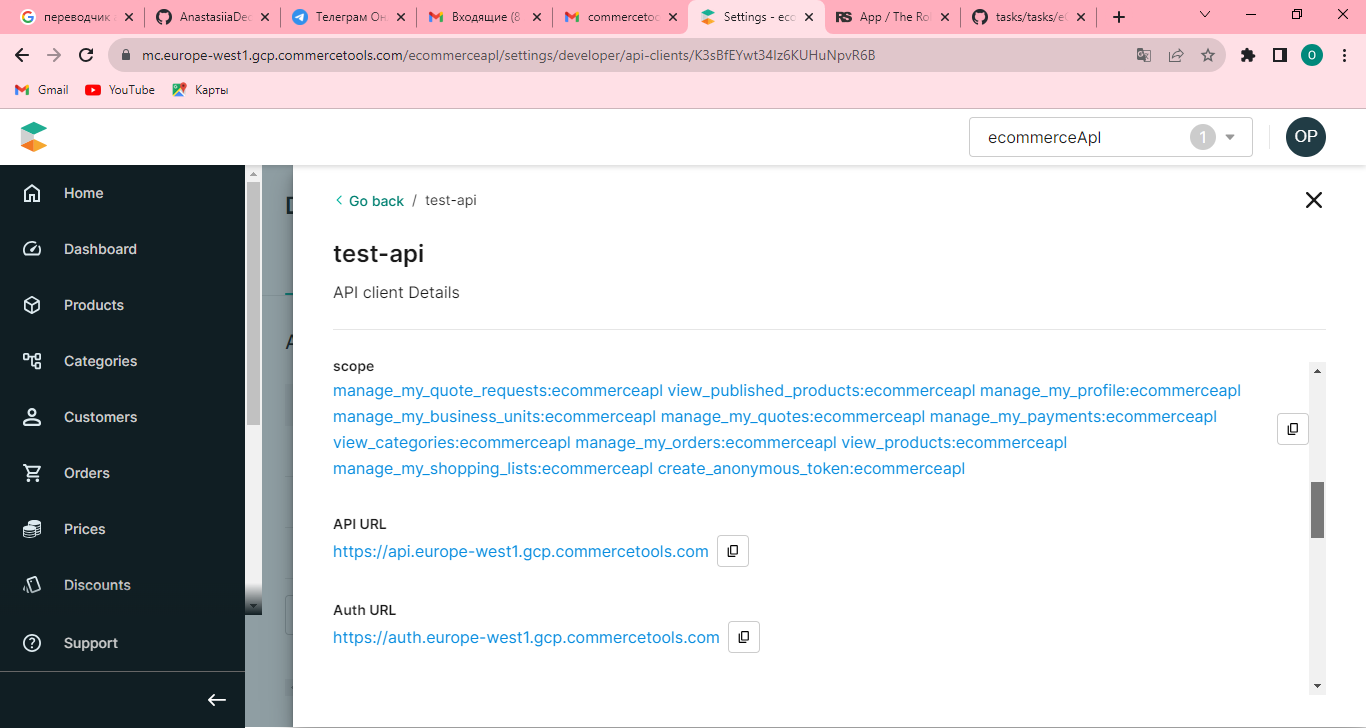 переводчик
AnastasiiaDec
Телеграм Он
Входящие (8
commercetoo
Settings - eco
RS App / The Ro
tasks/tasks/eC
mc.europe-west1.gcp.commercetools.com/ecommerceapl/settings/developer/api-clients/K3sBfEYwt34Iz6KUHuNpvR6B
O
Gmail YouTube Карты
ecommerceApl 1
OP
Home
Dashboard
Products
Categories
Customers
Orders
Prices
Discounts
Support
Go back / test-api
test-api
API client Details
scope
manage_my_quote_requests:ecommerceapl view_published_products:ecommerceapl manage_my_profile:ecommerceapl
manage_my_business_units:ecommerceapl manage_my_quotes:ecommerceapl manage_my_payments:ecommerceapl
view_categories:ecommerceapl manage_my_orders:ecommerceapl view_products:ecommerceapl
manage_my_shopping_lists:ecommerceapl create_anonymous_token:ecommerceapl
API URL
https://api.europe-west1.gcp.commercetools.com
Auth URL
https://auth.europe-west1.gcp.commercetools.com